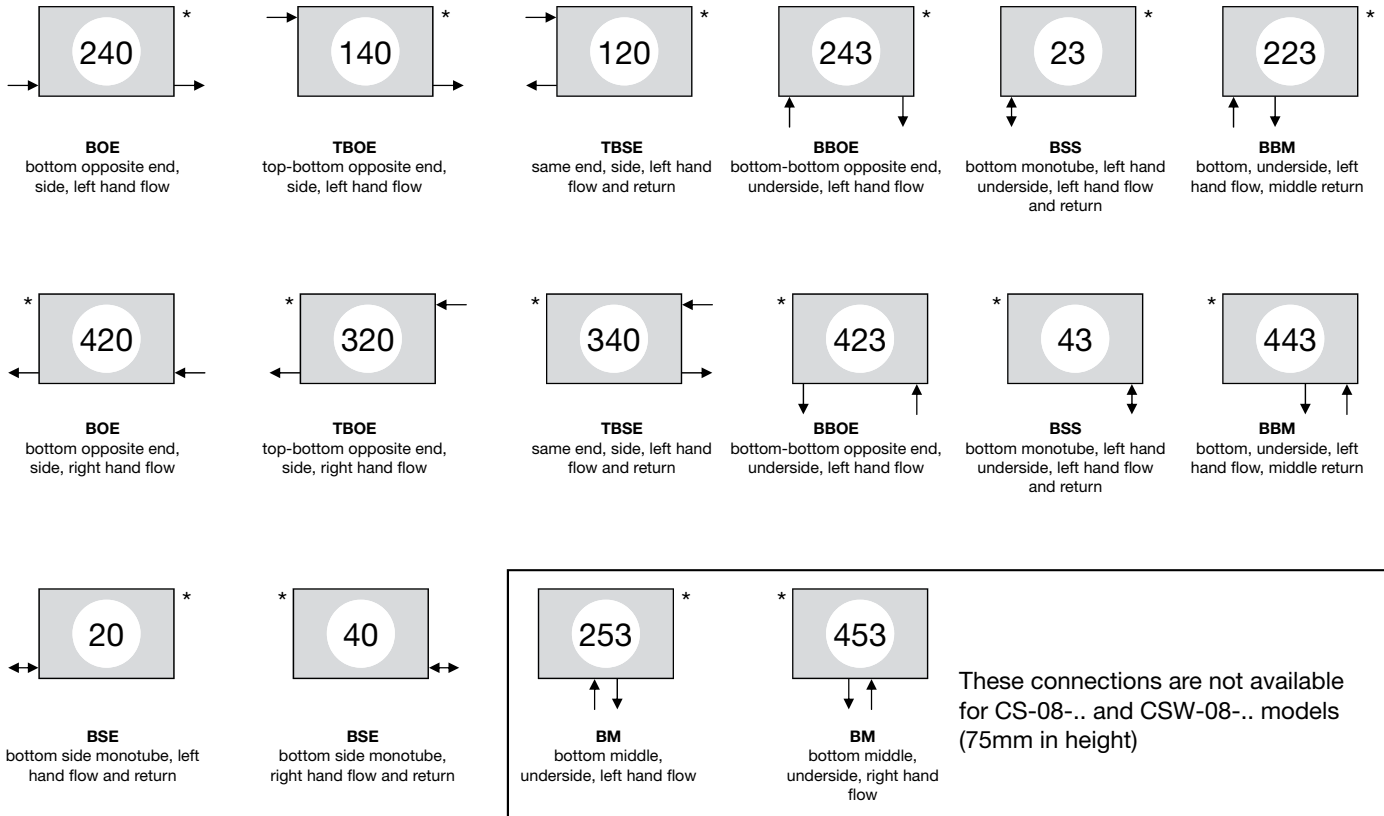 240 *
BOE
bottom opposite end,
side, left hand flow
140 *
TBOE
top-bottom opposite end,
side, left hand flow
120 *
TBSE
same end, side, left hand
flow and return
243 *
BBOE
bottom-bottom opposite end,
underside, left hand flow
23 *
BSS
bottom monotube, left hand
underside, left hand flow
and return
223 *
BBM
bottom, underside, left
hand flow, middle return
* 420
BOE
bottom opposite end,
side, right hand flow
* 320
TBOE
top-bottom opposite end,
side, right hand flow
* 340
TBSE
same end, side, left hand
flow and return
* 423
BBOE
bottom-bottom opposite end,
underside, left hand flow
* 43
BSS
bottom monotube, left hand
underside, left hand flow
and return
* 443
BBM
bottom, underside, left
hand flow, middle return
20 *
BSE
bottom side monotube, left
hand flow and return
* 40
BSE
bottom side monotube,
right hand flow and return
253 *
BM
bottom middle,
underside, left hand flow
* 453
BM
bottom middle,
underside, right hand
flow
These connections are not available
for CS-08-.. and CSW-08-.. models
(75mm in height)